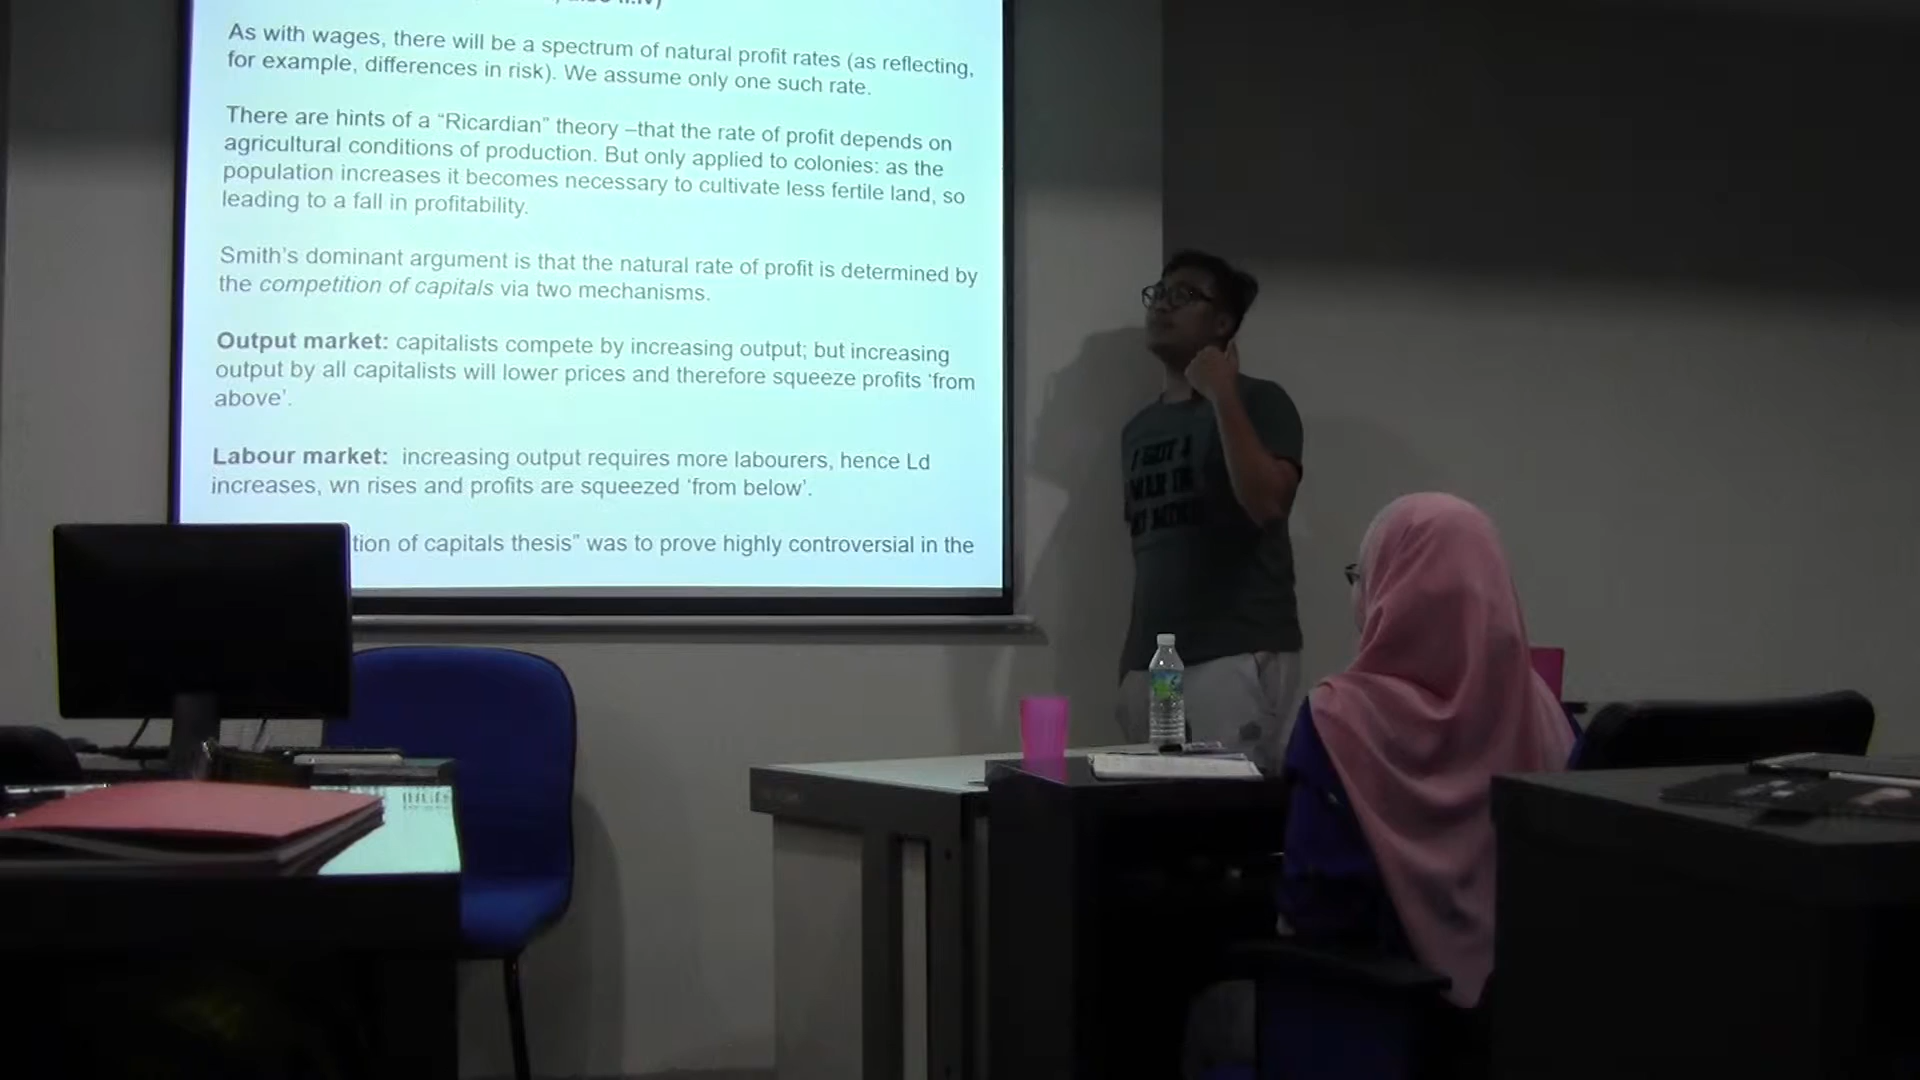 As with wages, there will be a spectrum of natural profit rates (as reflecting,
for example, differences in risk). We assume only one such rate.
There are hints of a “Ricardian” theory –that the rate of profit depends on
agricultural conditions of production. But only applied to colonies: as the
population increases it becomes necessary to cultivate less fertile land, so
leading to a fall in profitability.
Smith’s dominant argument is that the natural rate of profit is determined by
the competition of capitals via two mechanisms.
Output market: capitalists compete by increasing output; but increasing
output by all capitalists will lower prices and therefore squeeze profits ‘from
above’.
Labour market: increasing output requires more labourers, hence Ld
increases, wn rises and profits are squeezed ‘from below’.
tion of capitals thesis” was to prove highly controversial in the
I GOT A